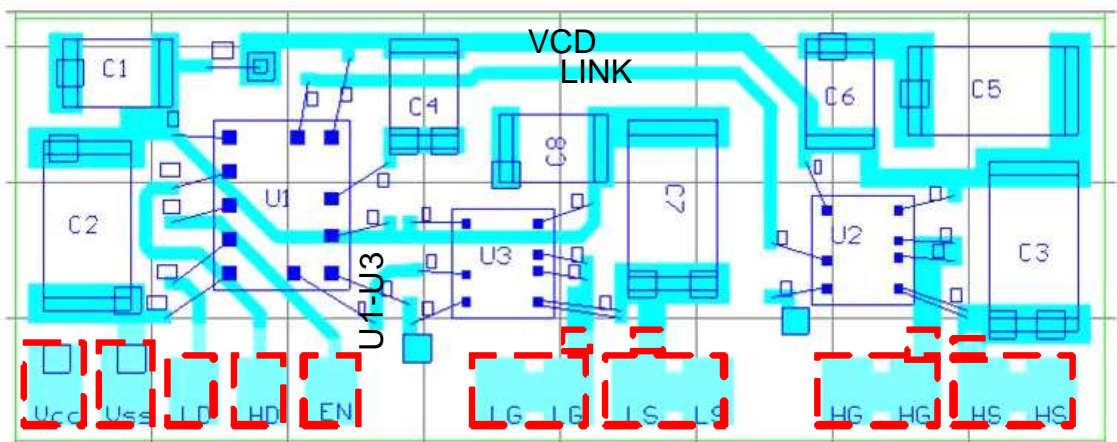 VCD
LINK
C1
C4
C6
C5
C8
C7
U1
C2
U3
U2
C3
U1-U3
Vcc
Vss
LD
HD
EN
LG
LG
LS
LS
HG
HG
HS
HS